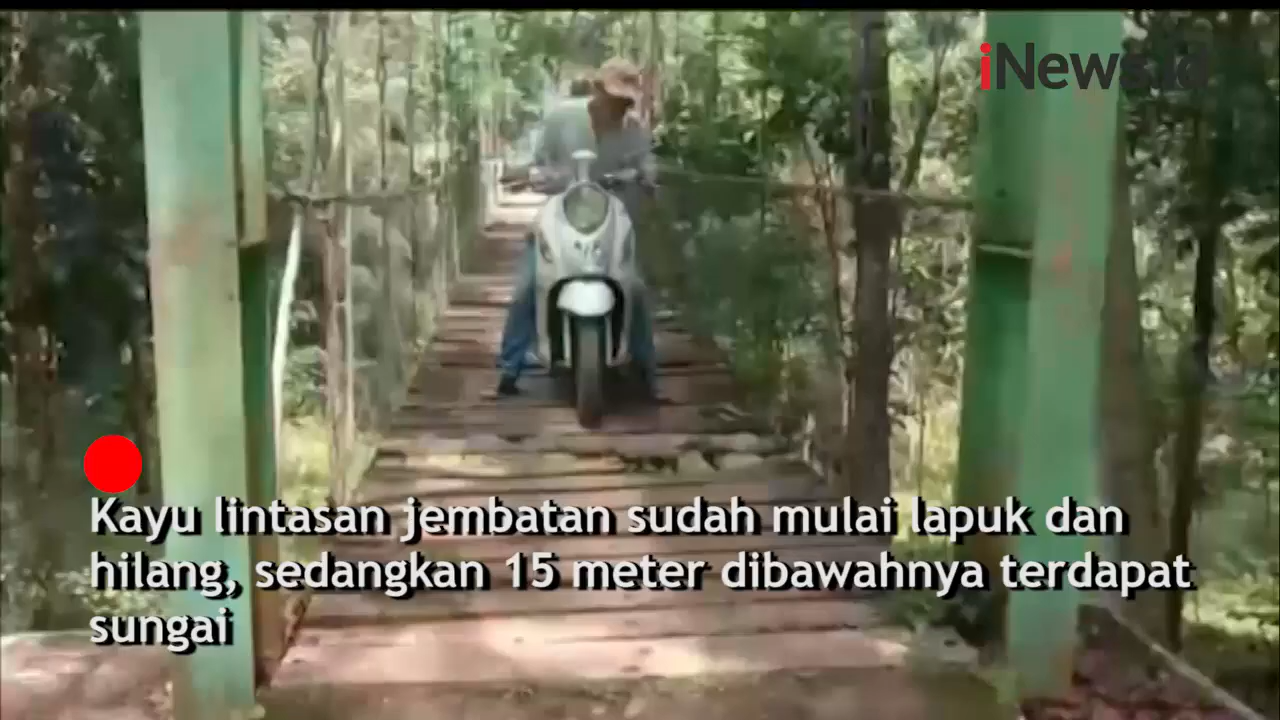 iNews.id
Kayu lintasan jembatan sudah mulai lapuk dan
hilang, sedangkan 15 meter dibawahnya terdapat
sungai